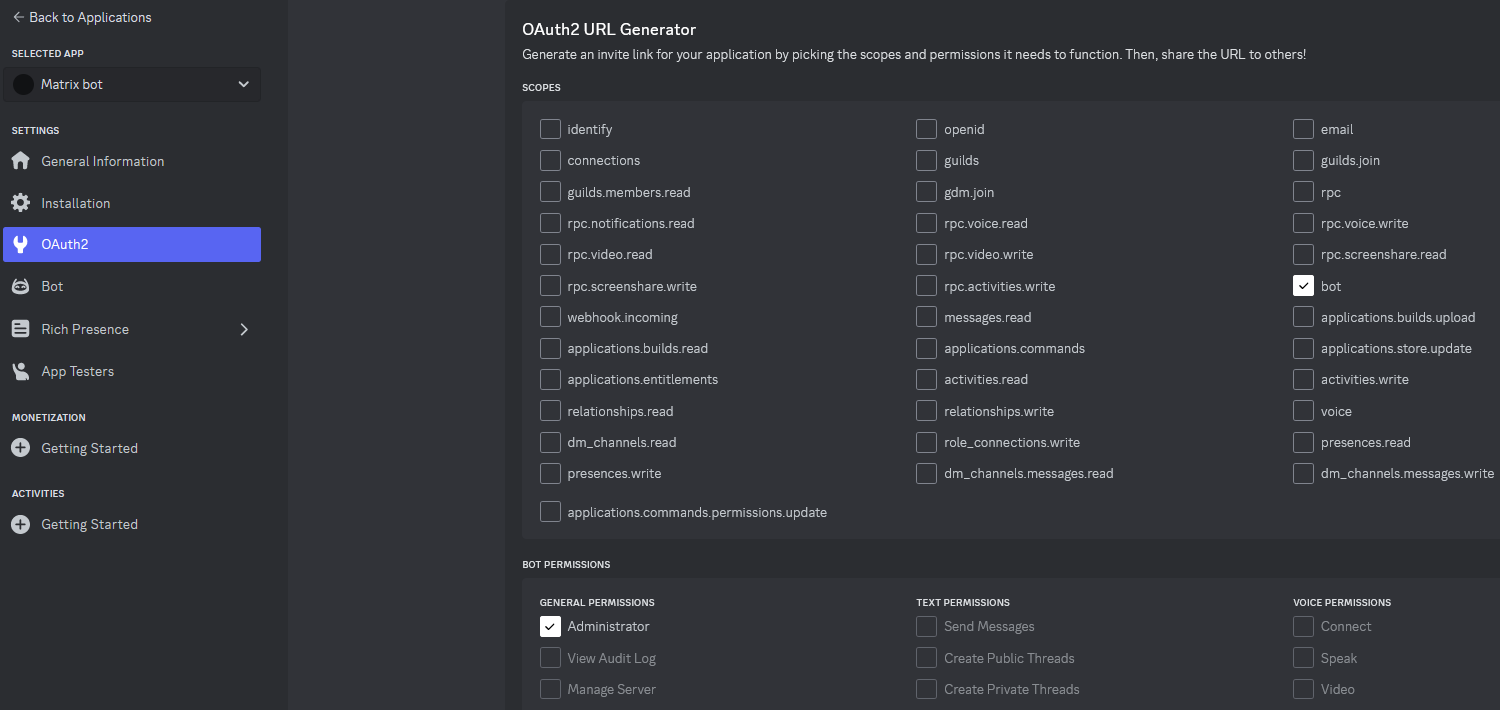 Back to Applications
SELECTED APP
Matrix bot
SETTINGS
General Information
Installation
OAuth2
Bot
Rich Presence
App Testers
MONETIZATION
Getting Started
ACTIVITIES
Getting Started
OAuth2 URL Generator
Generate an invite link for your application by picking the scopes and permissions it needs to function. Then, share the URL to others!
SCOPES
identify openid email
connections guilds guilds.join
guilds.members.read gdm.join rpc
rpc.notifications.read rpc.voice.read rpc.voice.write
rpc.video.read rpc.video.write rpc.screenshare.read
rpc.screenshare.write rpc.activities.write bot
webhook.incoming messages.read applications.builds.upload
applications.builds.read applications.commands applications.store.update
applications.entitlements activities.read activities.write
relationships.read relationships.write voice
dm_channels.read role_connections.write presences.read
presences.write dm_channels.messages.read dm_channels.messages.write
applications.commands.permissions.update
BOT PERMISSIONS
GENERAL PERMISSIONS TEXT PERMISSIONS VOICE PERMISSIONS
Administrator Send Messages Connect
View Audit Log Create Public Threads Speak
Manage Server Create Private Threads Video